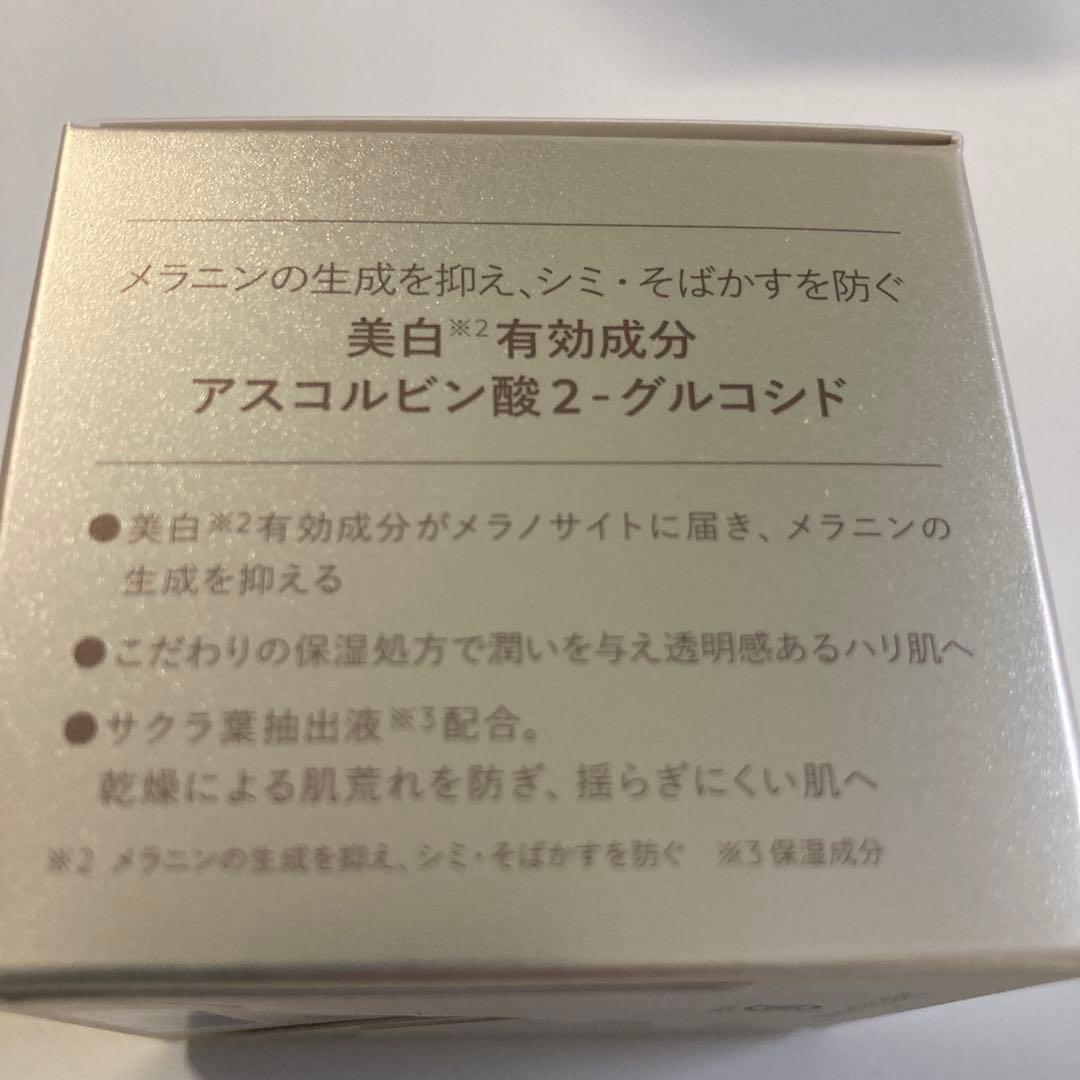 メラニンの生成を抑え、シミ・そばかすを防ぐ
美白※2有効成分
アスコルビン酸2-グルコシド
●美白※2有効成分がメラノサイトに届き、メラニンの
生成を抑える
●こだわりの保湿処方で潤いを与え透明感あるハリ肌へ
●サクラ葉抽出液※3配合。
乾燥による肌荒れを防ぎ、揺らぎにくい肌へ
※2 メラニンの生成を抑え、シミ・そばかすを防ぐ ※3保湿成分